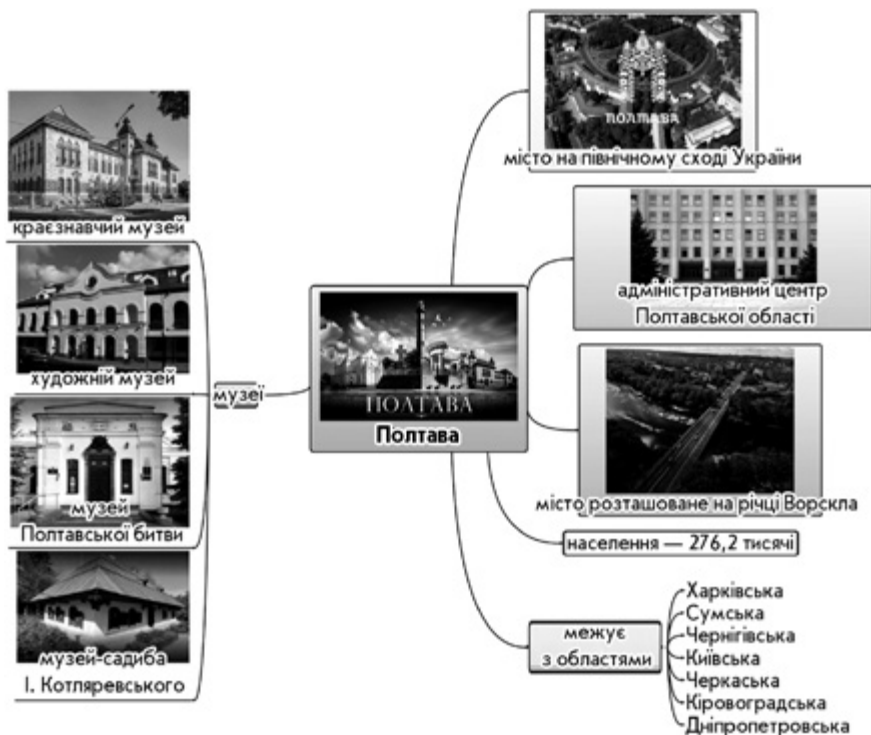 ПОЛТАВА
місто на північному сході України
краєзнавчий музей
адміністративний центр
Полтавської області
художній музей
музеї
ПОЛТАВА
Полтава
місто розташоване на річці Ворскла
музей
Полтавської битви
населення — 276,2 тисячі
музей-садиба
І. Котляревського
межує
з областями
Харківська
Сумська
Чернігівська
Київська
Черкаська
Кіровоградська
Дніпропетровська